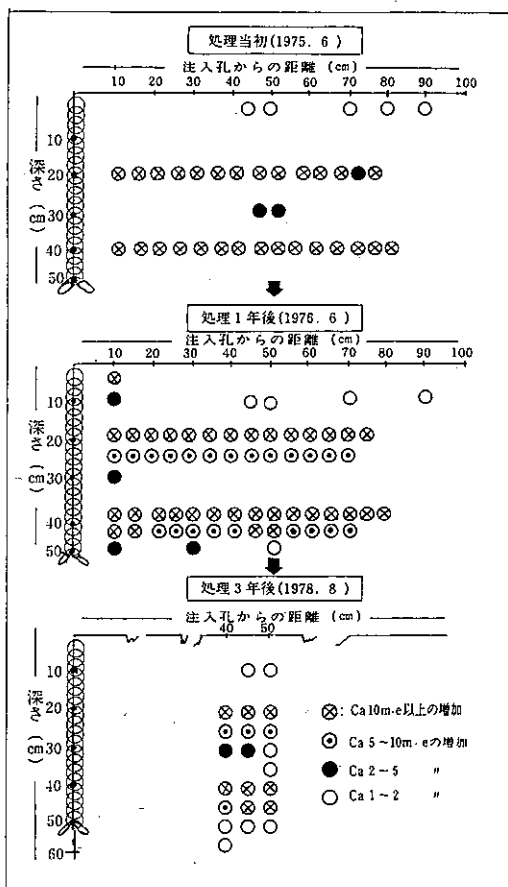 処理当初(1975. 6 )
注入孔からの距離 (cm)
10 20 30 40 50 60 70 80 90 100
深さ (cm)
10
20
30
40
50
処理1年後(1976. 6 )
注入孔からの距離 (cm)
10 20 30 40 50 60 70 80 90 100
深さ (cm)
10
20
30
40
50
処理3年後(1978. 8 )
注入孔からの距離 (cm)
40 50
深さ (cm)
10
20
30
40
50
60
⊗: Ca 10m·e以上の増加
⊙ Ca 5~10m·eの増加
● Ca 2~5 〃
○ Ca 1~2 〃